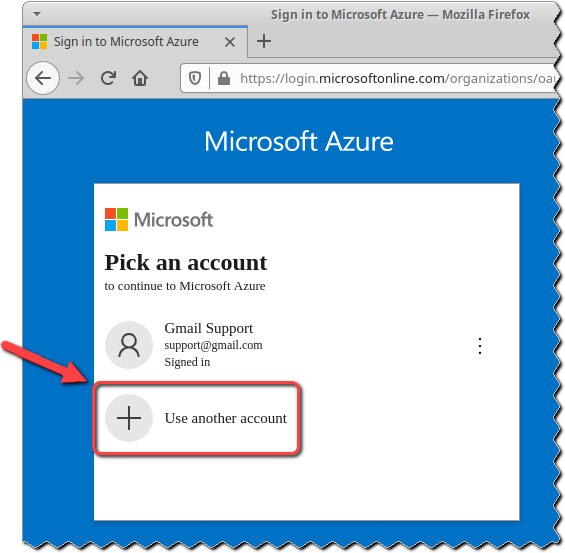 Sign in to Microsoft Azure — Mozilla Firefox
Sign in to Microsoft Azure
https://login.microsoftonline.com/organizations/oau
Microsoft Azure
Microsoft
Pick an account
to continue to Microsoft Azure
Gmail Support
support@gmail.com
Signed in
Use another account